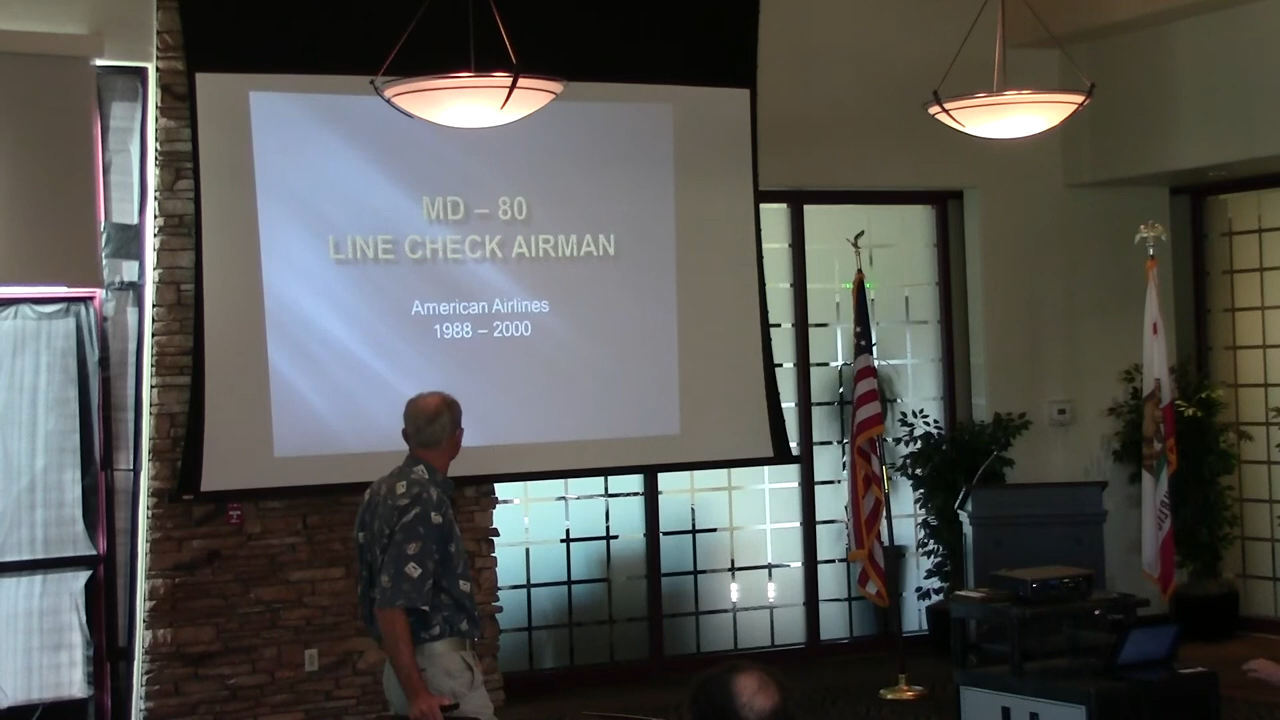 MD – 80
LINE CHECK AIRMAN
American Airlines
1988 – 2000